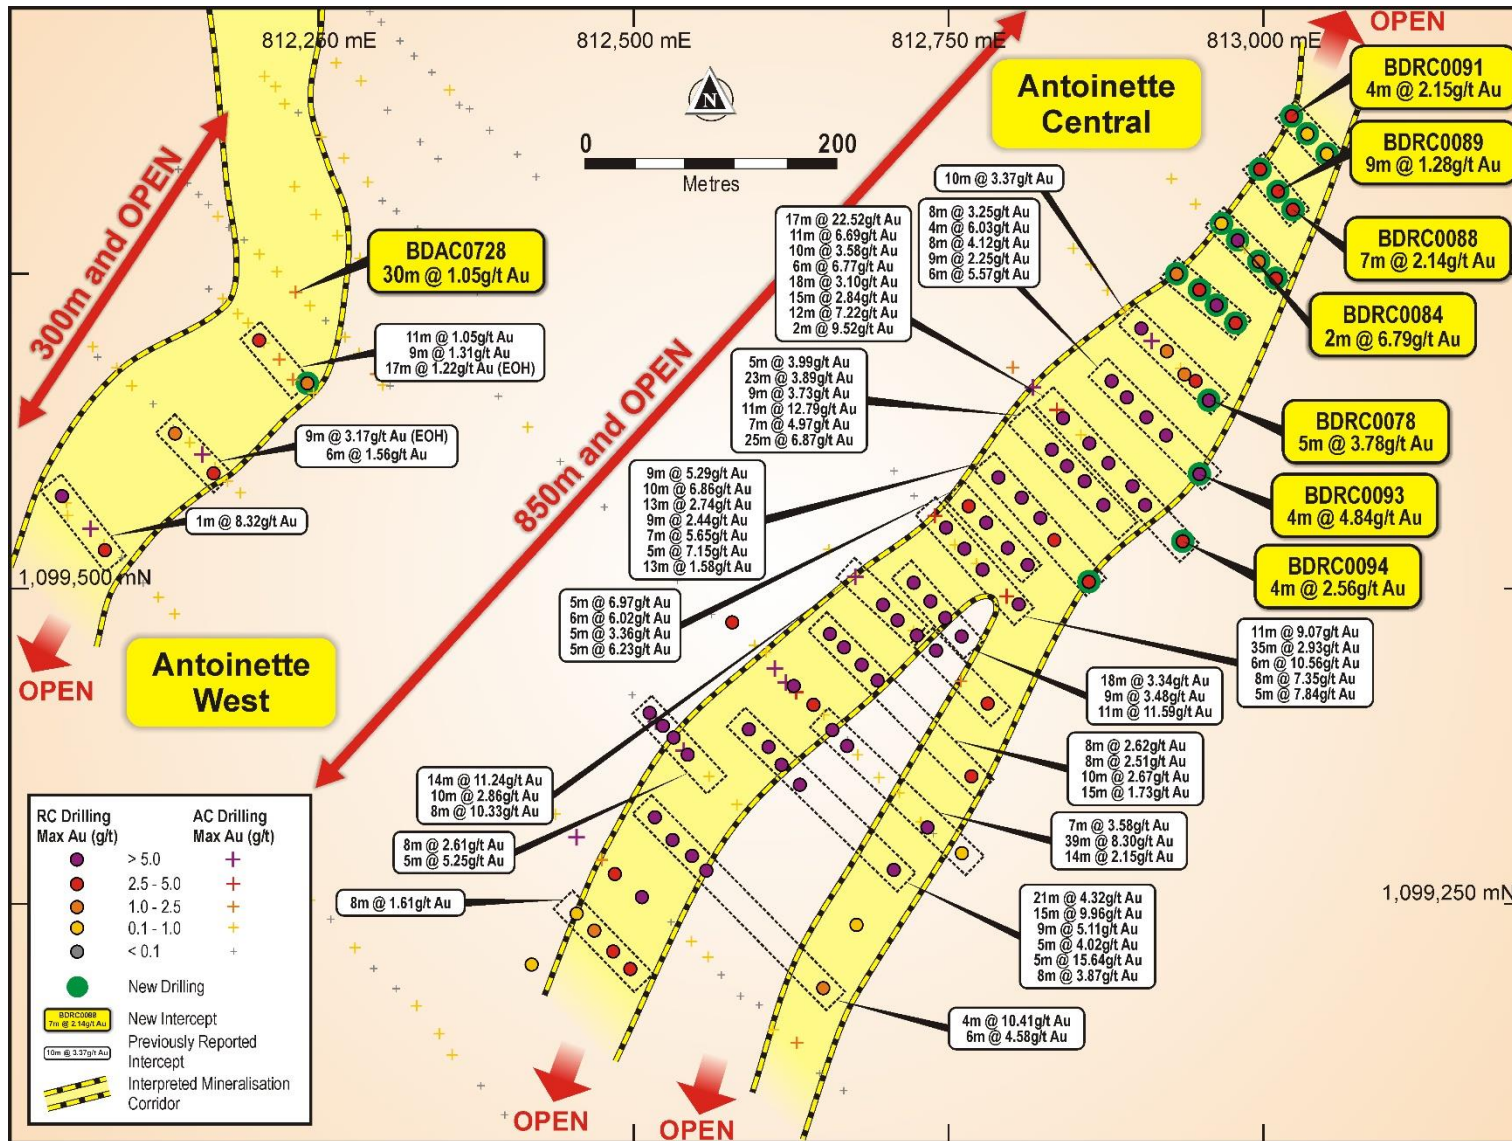 812,250 mE
812,500 mE
812,750 mE
813,000 mE
OPEN
N
0
200
Metres
Antoinette
Central
BDRC0091
4m @ 2.15g/t Au
BDRC0089
9m @ 1.28g/t Au
BDRC0088
7m @ 2.14g/t Au
BDRC0084
2m @ 6.79g/t Au
BDRC0078
5m @ 3.78g/t Au
BDRC0093
4m @ 4.84g/t Au
BDRC0094
4m @ 2.56g/t Au
300m and OPEN
BDAC0728
30m @ 1.05g/t Au
850m and OPEN
10m @ 3.37g/t Au
8m @ 3.25g/t Au
4m @ 6.03g/t Au
8m @ 4.12g/t Au
9m @ 2.25g/t Au
6m @ 5.57g/t Au
17m @ 22.52g/t Au
11m @ 6.69g/t Au
10m @ 3.58g/t Au
6m @ 6.77g/t Au
18m @ 3.10g/t Au
15m @ 2.84g/t Au
12m @ 7.22g/t Au
2m @ 9.52g/t Au
11m @ 1.05g/t Au
9m @ 1.31g/t Au
17m @ 1.22g/t Au (EOH)
5m @ 3.99g/t Au
23m @ 3.89g/t Au
9m @ 3.73g/t Au
11m @ 12.79g/t Au
7m @ 4.97g/t Au
25m @ 6.87g/t Au
9m @ 3.17g/t Au (EOH)
6m @ 1.56g/t Au
9m @ 5.29g/t Au
10m @ 6.86g/t Au
13m @ 2.74g/t Au
9m @ 2.44g/t Au
7m @ 5.65g/t Au
5m @ 7.15g/t Au
13m @ 1.58g/t Au
1m @ 8.32g/t Au
1,099,500 mN
5m @ 6.97g/t Au
6m @ 6.02g/t Au
5m @ 3.36g/t Au
5m @ 6.23g/t Au
OPEN
Antoinette
West
11m @ 9.07g/t Au
35m @ 2.93g/t Au
6m @ 10.56g/t Au
8m @ 7.35g/t Au
5m @ 7.84g/t Au
18m @ 3.34g/t Au
9m @ 3.48g/t Au
11m @ 11.59g/t Au
8m @ 2.62g/t Au
8m @ 2.51g/t Au
10m @ 2.67g/t Au
15m @ 1.73g/t Au
14m @ 11.24g/t Au
10m @ 2.86g/t Au
8m @ 10.33g/t Au
7m @ 3.58g/t Au
39m @ 8.30g/t Au
14m @ 2.15g/t Au
8m @ 2.61g/t Au
5m @ 5.25g/t Au
8m @ 1.61g/t Au
1,099,250 mN
21m @ 4.32g/t Au
15m @ 9.96g/t Au
9m @ 5.11g/t Au
5m @ 4.02g/t Au
5m @ 15.64g/t Au
8m @ 3.87g/t Au
4m @ 10.41g/t Au
6m @ 4.58g/t Au
OPEN
OPEN
RC Drilling
Max Au (g/t)
AC Drilling
Max Au (g/t)
> 5.0
2.5 - 5.0
1.0 - 2.5
0.1 - 1.0
< 0.1
New Drilling
BDRC0088
7m @ 2.14g/t Au
New Intercept
10m @ 3.37g/t Au
Previously Reported
Intercept
Interpreted Mineralisation
Corridor